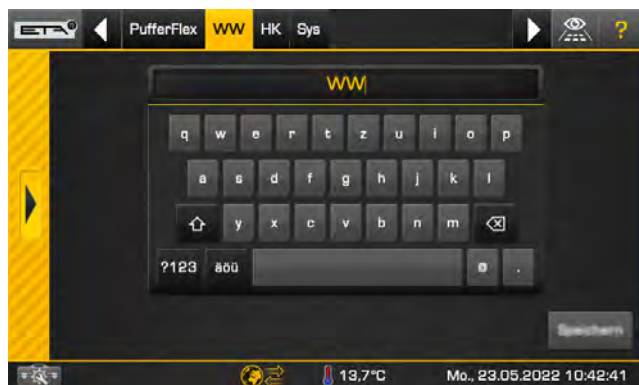 ETA PufferFlex WW HK Sys ?
WW
q w e r t z u i o p
a s d f g h j k l
y x c v b n m
?123 äöü @ .
Speichern
13,7°C Mo., 23.05.2022 10:42:41